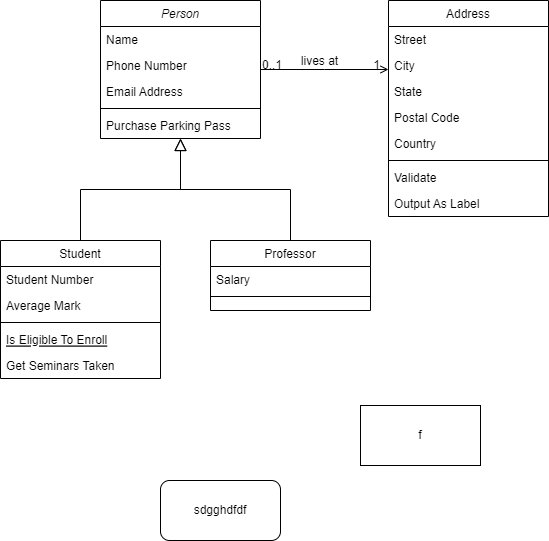 Person
Name
Phone Number
Email Address
Purchase Parking Pass
0..1
lives at
1
Address
Street
City
State
Postal Code
Country
Validate
Output As Label
Student
Student Number
Average Mark
Is Eligible To Enroll
Get Seminars Taken
Professor
Salary
f
sdgghdfdf